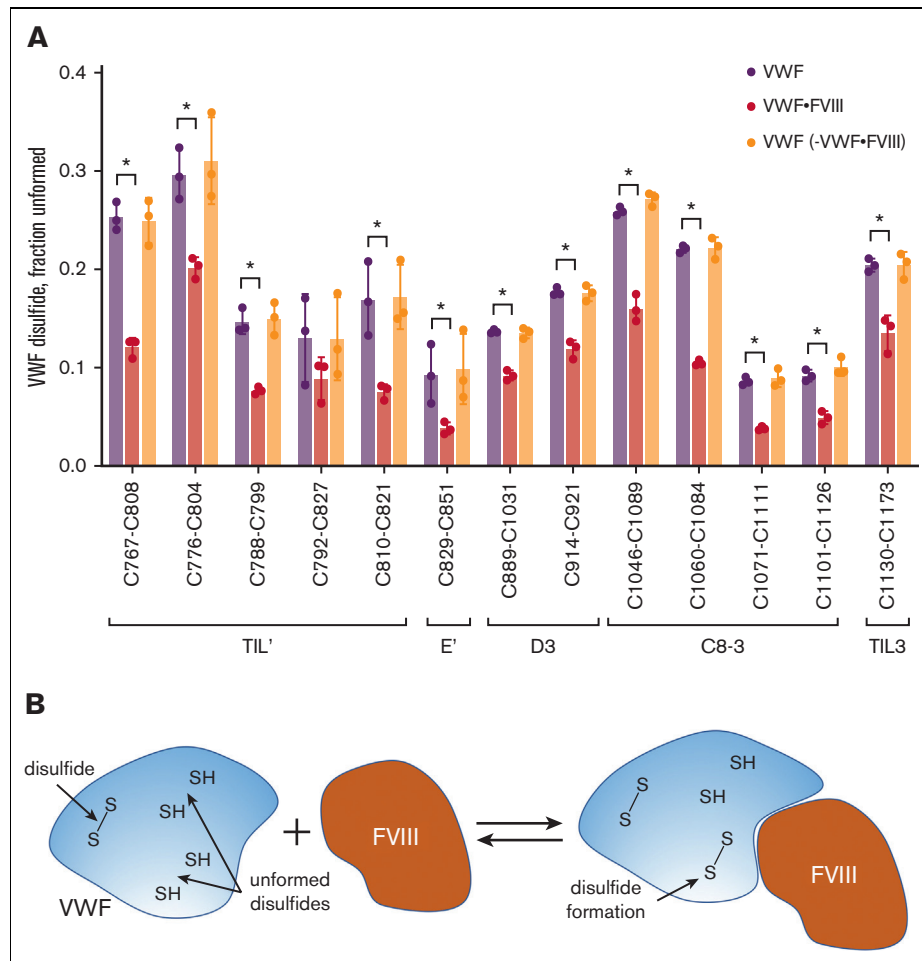 A
0.4
0.3
0.2
0.1
0.0
VWF disulfide, fraction unformed
VWF
VWF•FVIII
VWF (-VWF•FVIII)
* * * * * * * * * * * *
C767-C808
C776-C804
C788-C799
C792-C827
C810-C821
C829-C851
C889-C1031
C914-C921
C1046-C1089
C1060-C1084
C1071-C1111
C1101-C1126
C1130-C1173
TIL' E' D3 C8-3 TIL3
B
disulfide
S
S
SH
SH
SH
SH
VWF
unformed
disulfides
+
FVIII
S
S
SH
SH
S
S
disulfide
formation
FVIII